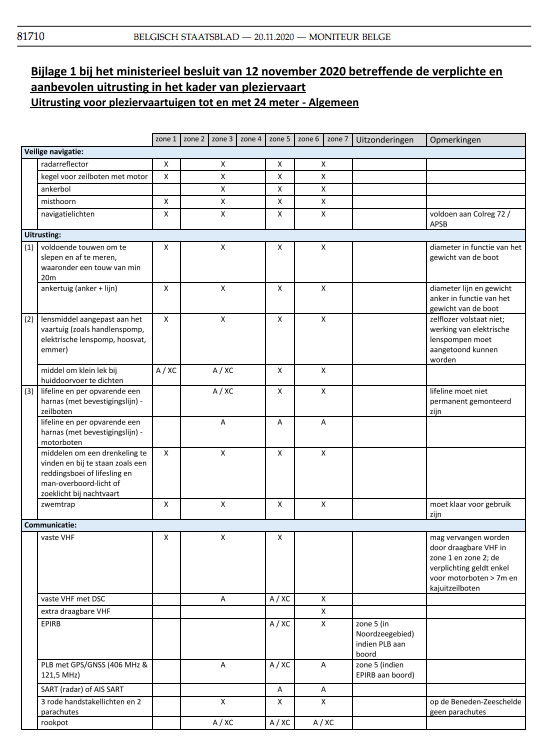 81710 BELGISCH STAATSBLAD — 20.11.2020 — MONITEUR BELGE
Bijlage 1 bij het ministerieel besluit van 12 november 2020 betreffende de verplichte en
aanbevolen uitrusting in het kader van pleziervaart
Uitrusting voor pleziervaartuigen tot en met 24 meter - Algemeen
zone 1 zone 2 zone 3 zone 4 zone 5 zone 6 zone 7 Uitzonderingen Opmerkingen
Veilige navigatie:
radarreflector X X X X
kegel voor zeilboten met motor X X X X
ankerbol X X X
misthoorn X X X X
navigatielichten X X X X voldoen aan Colreg 72 /
APSB
Uitrusting:
(1) voldoende touwen om te X X X X diameter in functie van het
slepen en af te meren, gewicht van de boot
waaronder een touw van min
20m
ankertuig (anker + lijn) X X X X diameter lijn en gewicht
anker in functie van het
gewicht van de boot
(2) lensmiddel aangepast aan het X X X X zelflozer volstaat niet;
vaartuig (zoals handlenspomp, werking van elektrische
elektrische lenspomp, hoosvat, lenspompen moet
emmer) aangetoond kunnen
worden
middel om klein lek bij A / XC A / XC X X
huiddoorvoer te dichten
(3) lifeline en per opvarende een A / XC X X lifeline moet niet
harnas (met bevestigingslijn) - permanent gemonteerd
zeilboten zijn
lifeline en per opvarende een A A A
harnas (met bevestigingslijn) -
motorboten
middelen om een drenkeling te X X X X
vinden en bij te staan zoals een
reddingsboei of lifesling en
man-overboord-licht of
zoeklicht bij nachtvaart
zwemtrap X X X X moet klaar voor gebruik
zijn
Communicatie:
vaste VHF X X X mag vervangen worden
door draagbare VHF in
zone 1 en zone 2; de
verplichting geldt enkel
voor motorboten > 7m en
kajuitzeilboten
vaste VHF met DSC A A / XC X
extra draagbare VHF X
EPIRB A / XC X zone 5 (in
Noordzeegebied)
indien PLB aan
boord
PLB met GPS/GNSS (406 MHz & A A / XC A zone 5 (indien
121,5 MHz) EPIRB aan boord)
SART (radar) of AIS SART A A
3 rode handstakellichten en 2 X X X op de Beneden-Zeeschelde
parachutes geen parachutes
rookpot A / XC A / XC A / XC